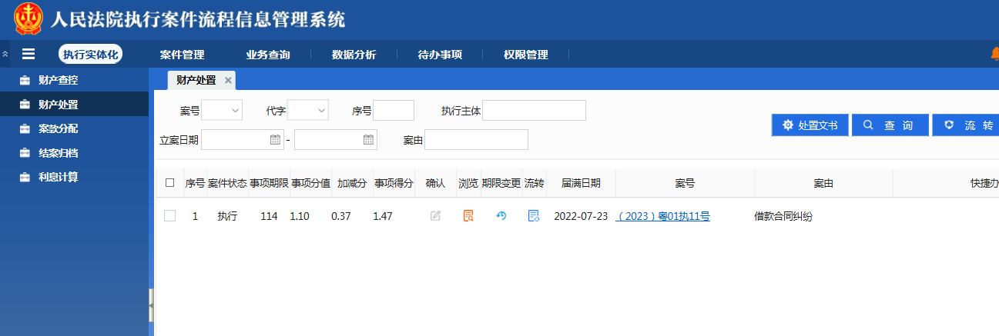 人民法院执行案件流程信息管理系统
执行实体化 案件管理 业务查询 数据分析 待办事项 权限管理
财产查控
财产处置
案款分配
结案归档
利息计算
财产处置
案号 代字 序号 执行主体
立案日期 - 案由
处置文书 查 询 流 转
序号 案件状态 事项期限 事项分值 加减分 事项得分 确认 浏览 期限变更 流转 届满日期 案号 案由 快捷办
1 执行 114 1.10 0.37 1.47 2022-07-23 （2023）粤01执11号 借款合同纠纷